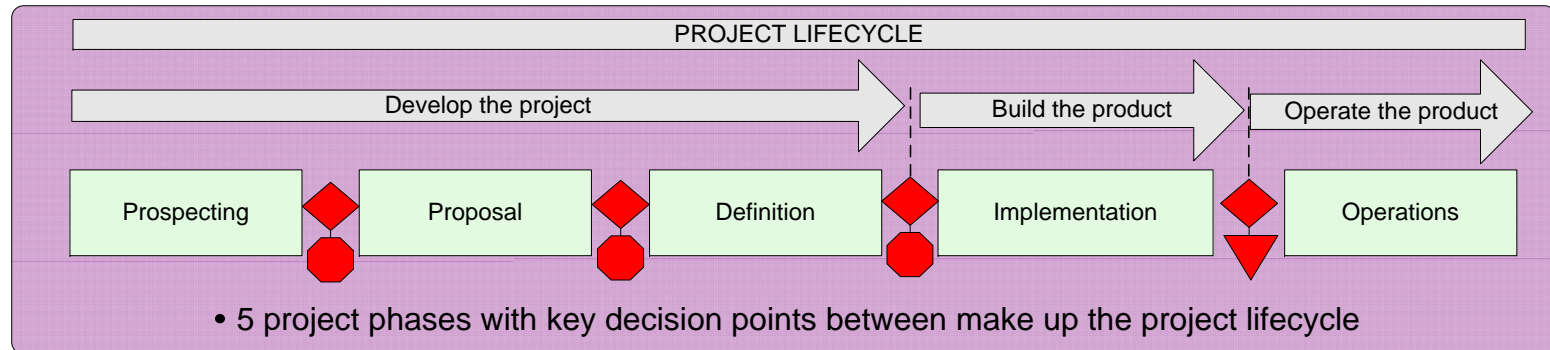 PROJECT LIFECYCLE
Develop the project
Build the product
Operate the product
Prospecting
Proposal
Definition
Implementation
Operations
• 5 project phases with key decision points between make up the project lifecycle